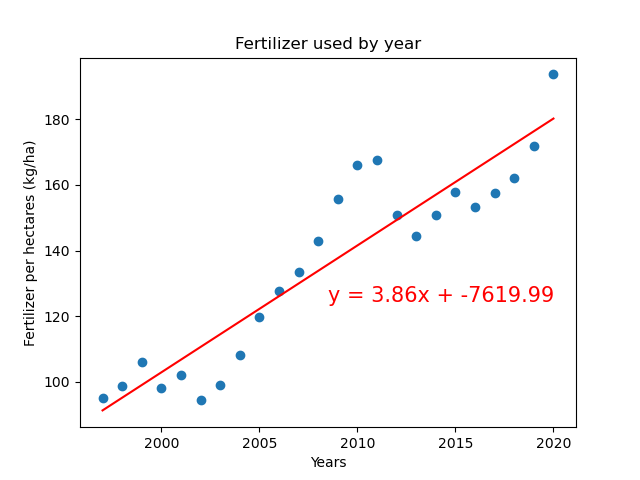 Fertilizer used by year
Fertilizer per hectares (kg/ha)
180
160
140
120
100
y = 3.86x + -7619.99
2000 2005 2010 2015 2020
Years